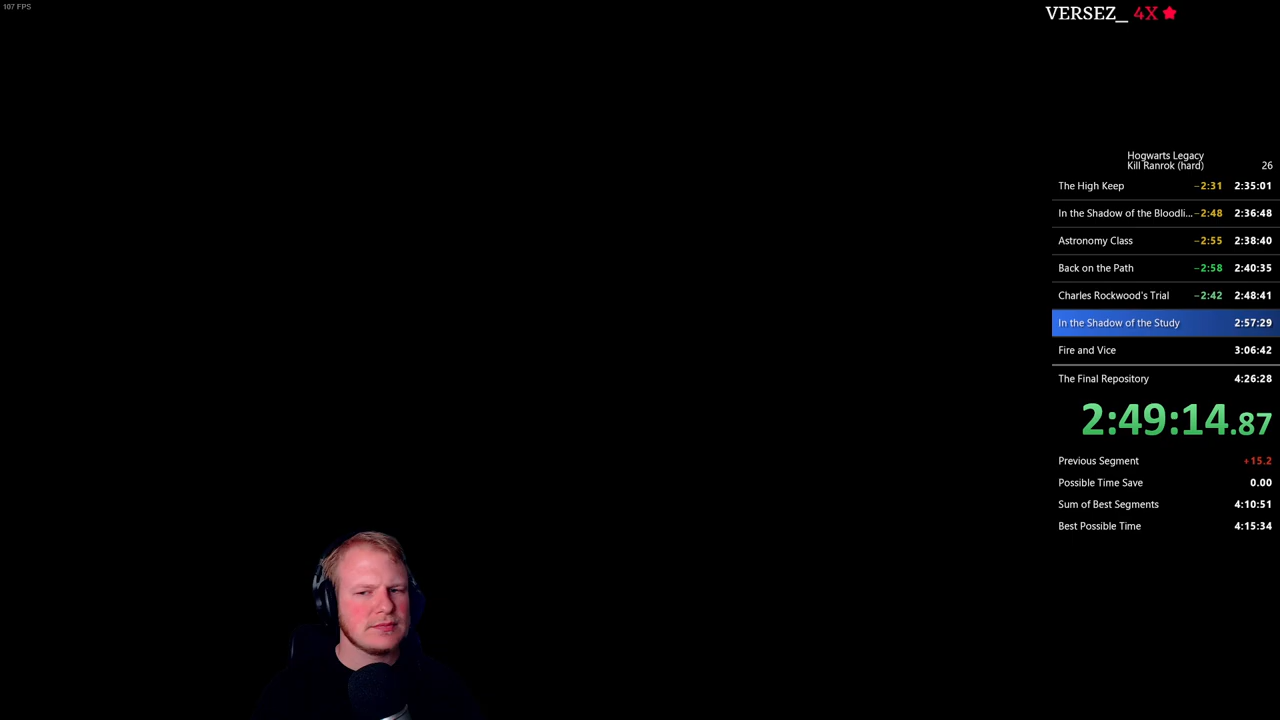 107 FPS
VERSEZ_ 4X
Hogwarts Legacy
Kill Ranrok (hard) 26
The High Keep −2:31 2:35:01
In the Shadow of the Bloodli... −2:48 2:36:48
Astronomy Class −2:55 2:38:40
Back on the Path −2:58 2:40:35
Charles Rockwood's Trial −2:42 2:48:41
In the Shadow of the Study 2:57:29
Fire and Vice 3:06:42
The Final Repository 4:26:28
2:49:14.87
Previous Segment +15.2
Possible Time Save 0.00
Sum of Best Segments 4:10:51
Best Possible Time 4:15:34